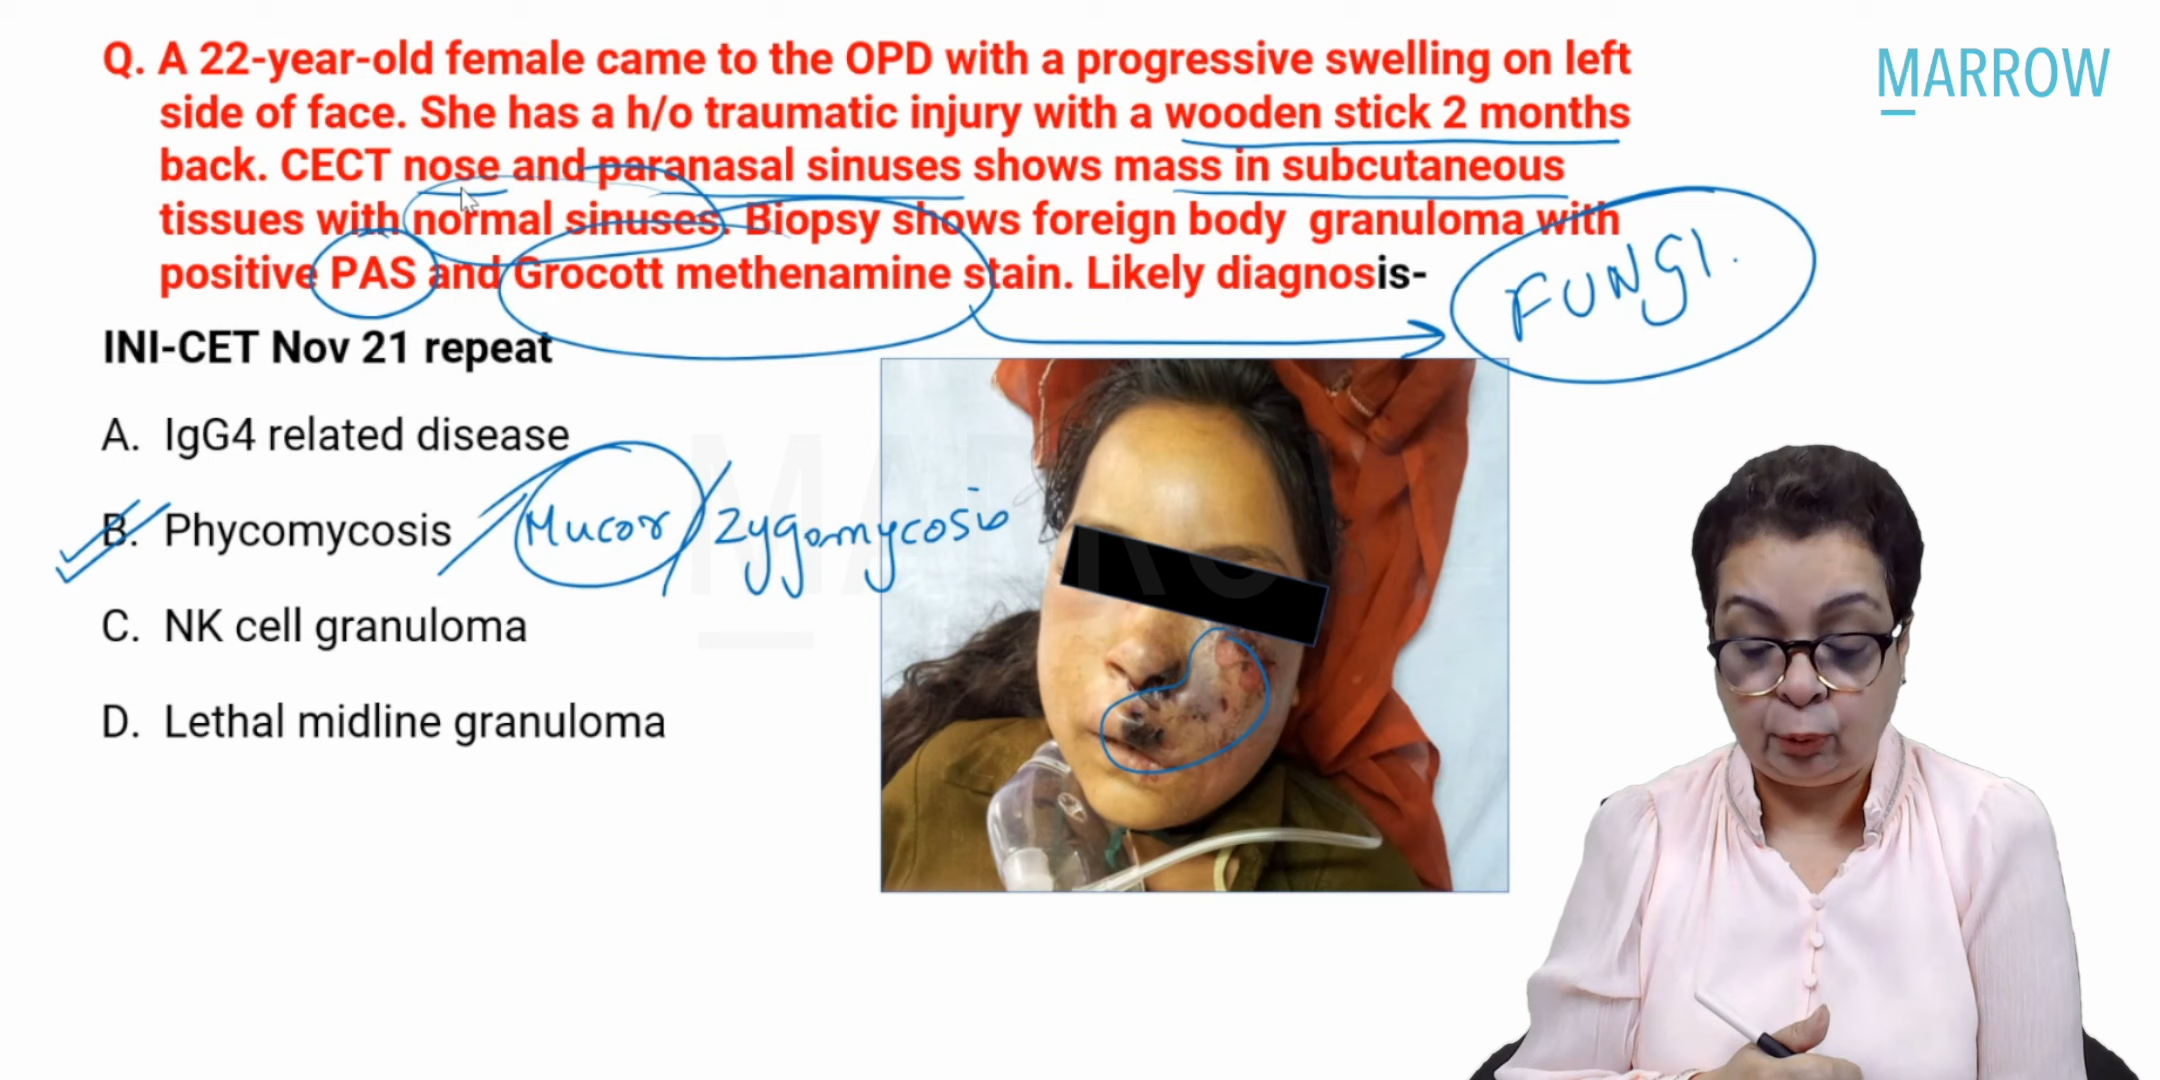 Q. A 22-year-old female came to the OPD with a progressive swelling on left
side of face. She has a h/o traumatic injury with a wooden stick 2 months
back. CECT nose and paranasal sinuses shows mass in subcutaneous
tissues with normal sinuses. Biopsy shows foreign body granuloma with
positive PAS and Grocott methenamine stain. Likely diagnosis-
MARROW
FUNGI.
INI-CET Nov 21 repeat
A. IgG4 related disease
B. Phycomycosis / Mucor / Zygomycosis
C. NK cell granuloma
D. Lethal midline granuloma
MARROW